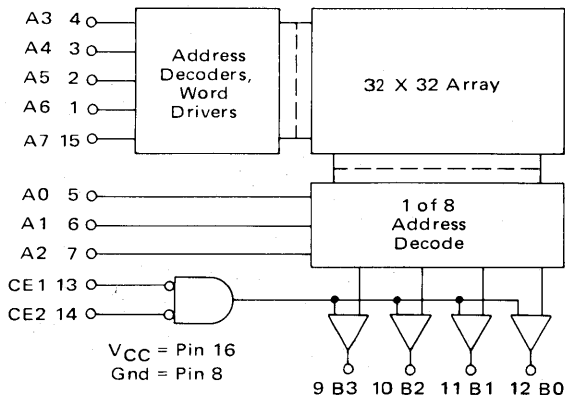 A3 4
A4 3
A5 2
A6 1
A7 15
Address
Decoders,
Word
Drivers
32 X 32 Array
A0 5
A1 6
A2 7
1 of 8
Address
Decode
CE1 13
CE2 14
VCC = Pin 16
Gnd = Pin 8
9 B3 10 B2 11 B1 12 B0